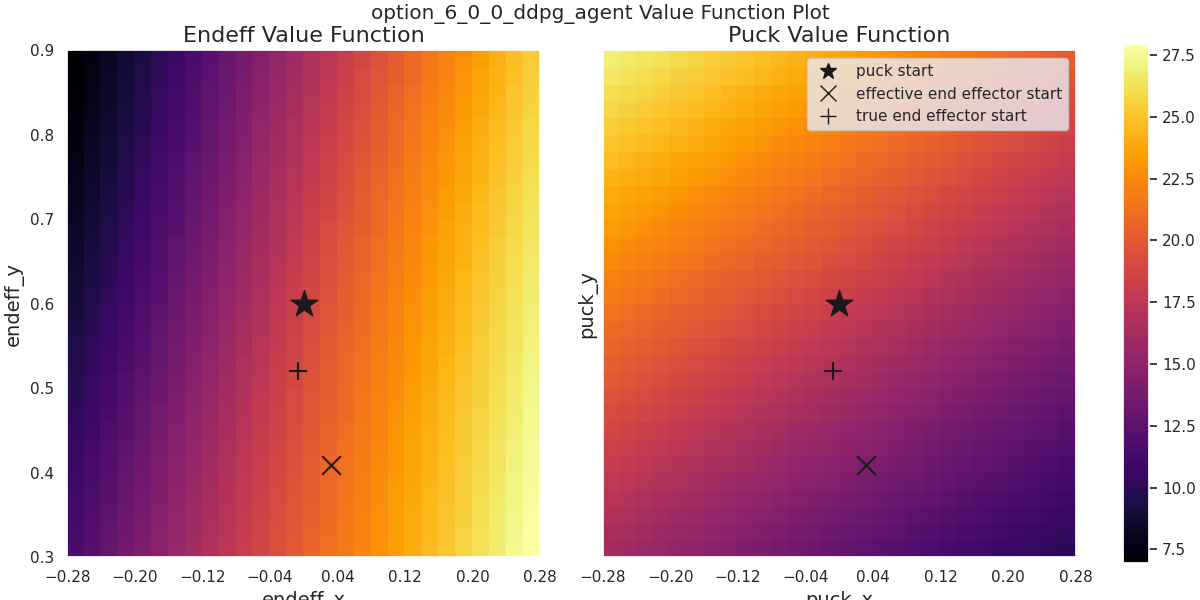 option_6_0_0_ddpg_agent Value Function Plot
Endeff Value Function
Puck Value Function
puck start
effective end effector start
true end effector start
endeff_y
0.9
0.8
0.7
0.6
0.5
0.4
0.3
−0.28 −0.20 −0.12 −0.04 0.04 0.12 0.20 0.28
endeff_x
puck_y
−0.28 −0.20 −0.12 −0.04 0.04 0.12 0.20 0.28
puck_x
27.5
25.0
22.5
20.0
17.5
15.0
12.5
10.0
7.5